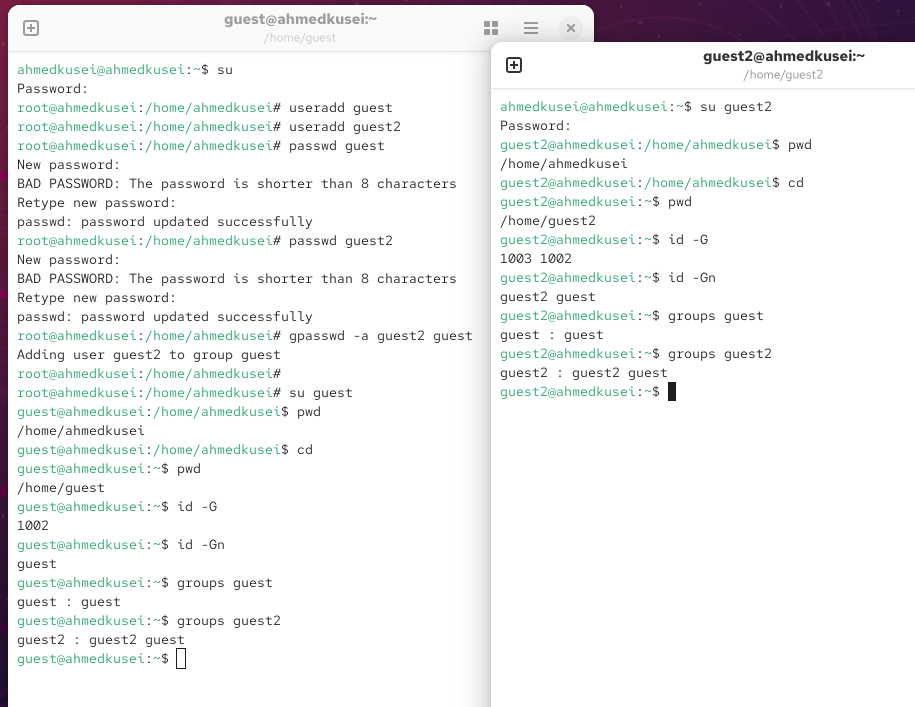 guest@ahmedkusei:~
/home/guest
ahmedkusei@ahmedkusei:~$ su
Password:
root@ahmedkusei:/home/ahmedkusei# useradd guest
root@ahmedkusei:/home/ahmedkusei# useradd guest2
root@ahmedkusei:/home/ahmedkusei# passwd guest
New password:
BAD PASSWORD: The password is shorter than 8 characters
Retype new password:
passwd: password updated successfully
root@ahmedkusei:/home/ahmedkusei# passwd guest2
New password:
BAD PASSWORD: The password is shorter than 8 characters
Retype new password:
passwd: password updated successfully
root@ahmedkusei:/home/ahmedkusei# gpasswd -a guest2 guest
Adding user guest2 to group guest
root@ahmedkusei:/home/ahmedkusei#
root@ahmedkusei:/home/ahmedkusei# su guest
guest@ahmedkusei:/home/ahmedkusei$ pwd
/home/ahmedkusei
guest@ahmedkusei:/home/ahmedkusei$ cd
guest@ahmedkusei:~$ pwd
/home/guest
guest@ahmedkusei:~$ id -G
1002
guest@ahmedkusei:~$ id -Gn
guest
guest@ahmedkusei:~$ groups guest
guest : guest
guest@ahmedkusei:~$ groups guest2
guest2 : guest2 guest
guest@ahmedkusei:~$
guest2@ahmedkusei:~
/home/guest2
ahmedkusei@ahmedkusei:~$ su guest2
Password:
guest2@ahmedkusei:/home/ahmedkusei$ pwd
/home/ahmedkusei
guest2@ahmedkusei:/home/ahmedkusei$ cd
guest2@ahmedkusei:~$ pwd
/home/guest2
guest2@ahmedkusei:~$ id -G
1003 1002
guest2@ahmedkusei:~$ id -Gn
guest2 guest
guest2@ahmedkusei:~$ groups guest
guest : guest
guest2@ahmedkusei:~$ groups guest2
guest2 : guest2 guest
guest2@ahmedkusei:~$